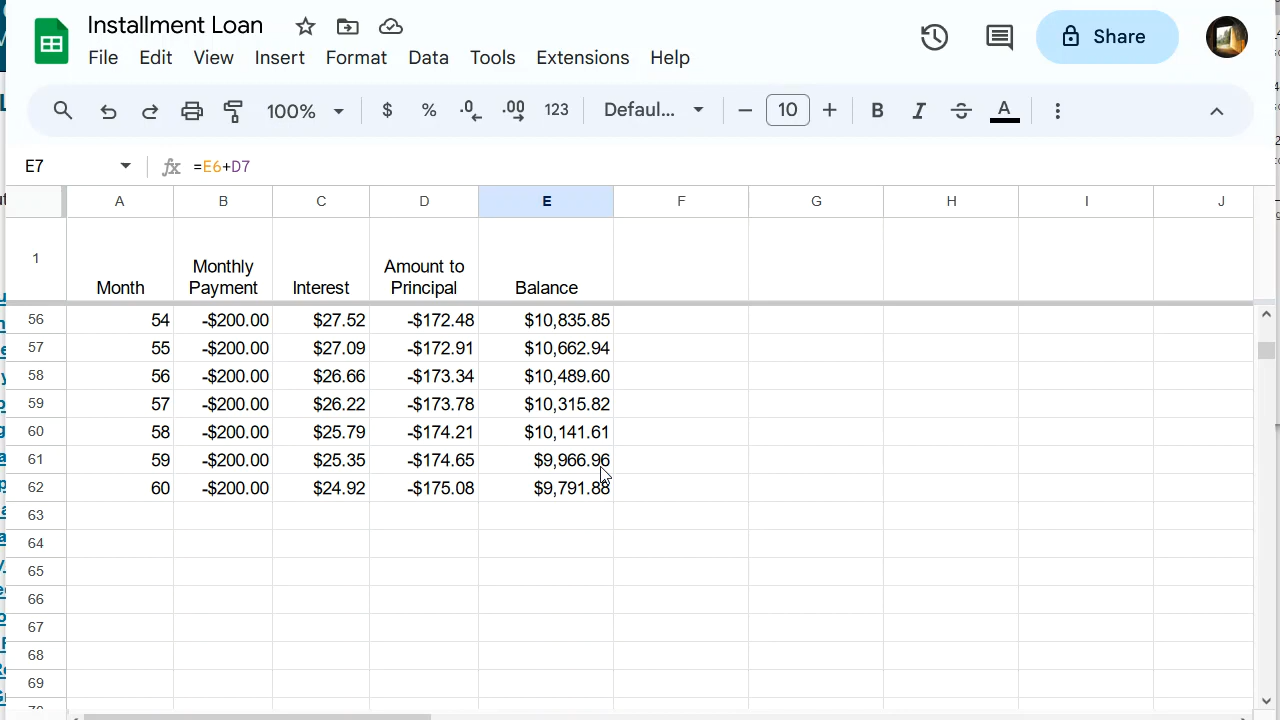 Installment Loan
File Edit View Insert Format Data Tools Extensions Help
Share
100% $ % .0 .00 123 Defaul... 10 B I S A
E7 fx =E6+D7
A B C D E F G H I J
1 Month Monthly Payment Interest Amount to Principal Balance
56 54 -$200.00 $27.52 -$172.48 $10,835.85
57 55 -$200.00 $27.09 -$172.91 $10,662.94
58 56 -$200.00 $26.66 -$173.34 $10,489.60
59 57 -$200.00 $26.22 -$173.78 $10,315.82
60 58 -$200.00 $25.79 -$174.21 $10,141.61
61 59 -$200.00 $25.35 -$174.65 $9,966.96
62 60 -$200.00 $24.92 -$175.08 $9,791.88
63
64
65
66
67
68
69